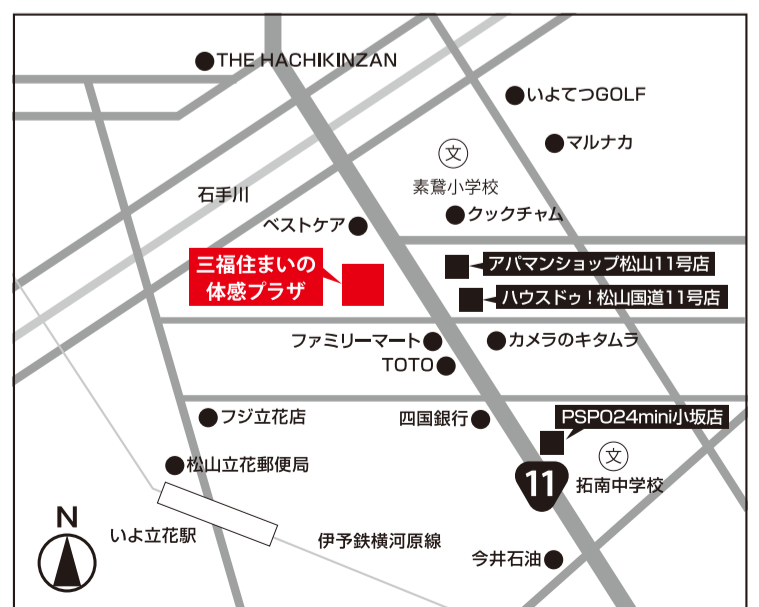 THE HACHIKINZAN
いよてつGOLF
マルナカ
文
素鵞小学校
石手川
クックチャム
ベストケア
三福住まいの
体感プラザ
アパマンショップ松山11号店
ハウスドゥ!松山国道11号店
ファミリーマート
カメラのキタムラ
TOTO
フジ立花店
四国銀行
PSPO24mini小坂店
文
松山立花郵便局
11
拓南中学校
N
いよ立花駅
伊予鉄横河原線
今井石油